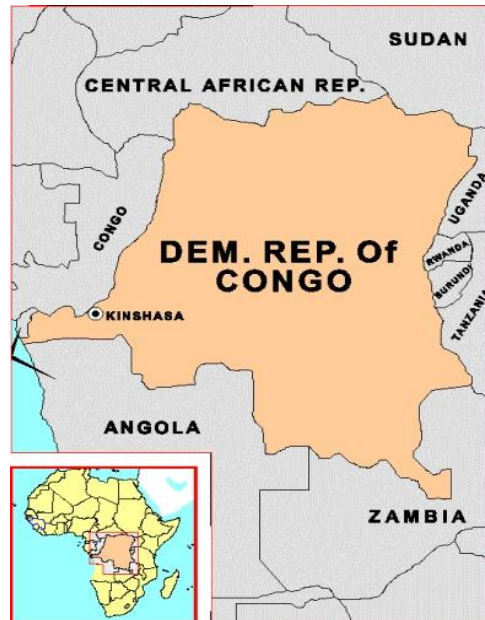 SUDAN
CENTRAL AFRICAN REP.
UGANDA
CONGO
DEM. REP. Of
CONGO
RWANDA
BURUNDI
KINSHASA
TANZANIA
ANGOLA
ZAMBIA